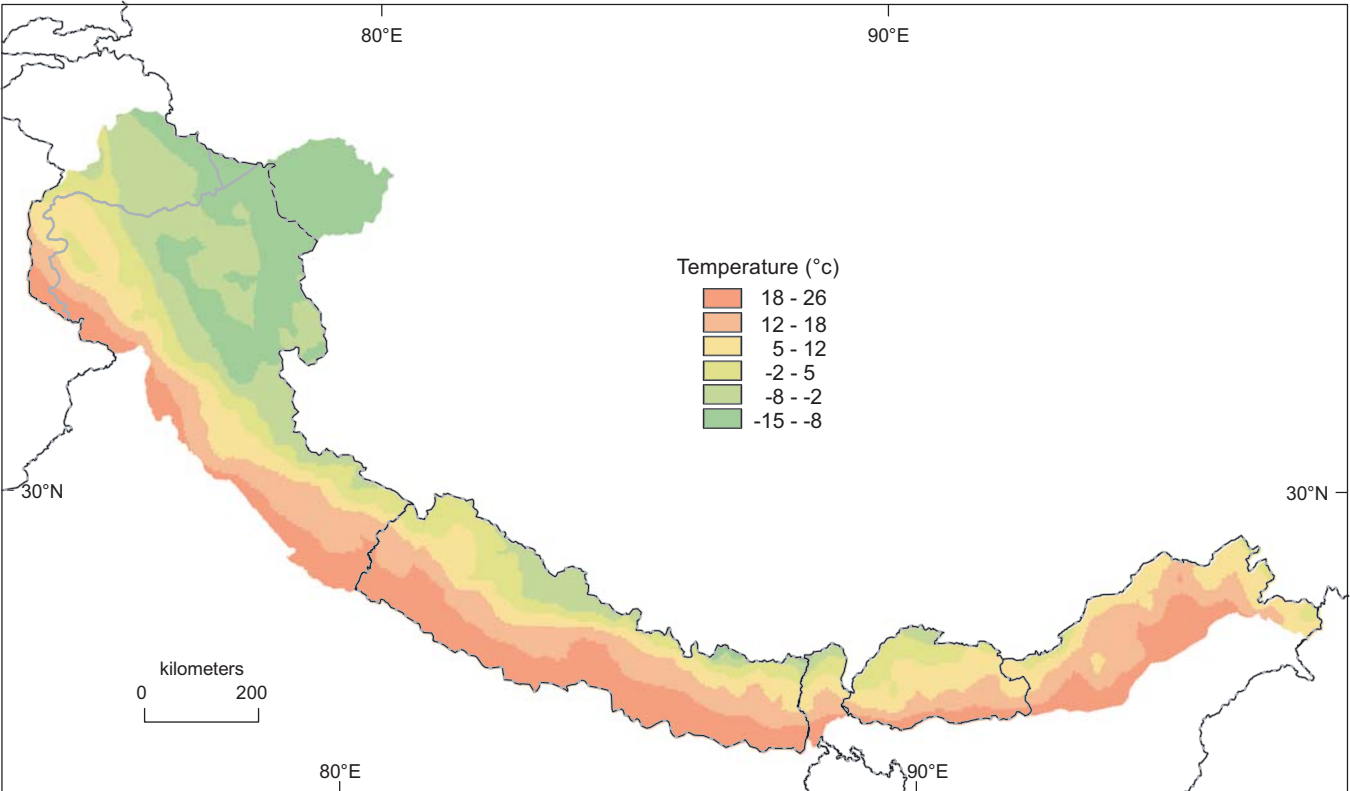 80°E
90°E
Temperature (°c)
18 - 26
12 - 18
5 - 12
-2 - 5
-8 - -2
-15 - -8
30°N
30°N
kilometers
0
200
80°E
90°E